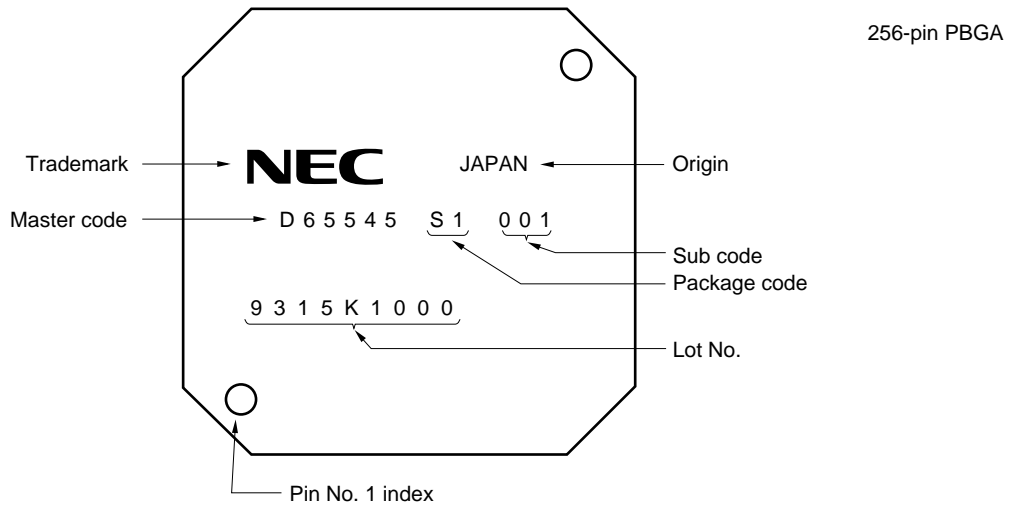 256-pin PBGA
Trademark NEC JAPAN Origin
Master code D65545 S1 001
Sub code
Package code
9315K1000
Lot No.
Pin No. 1 index